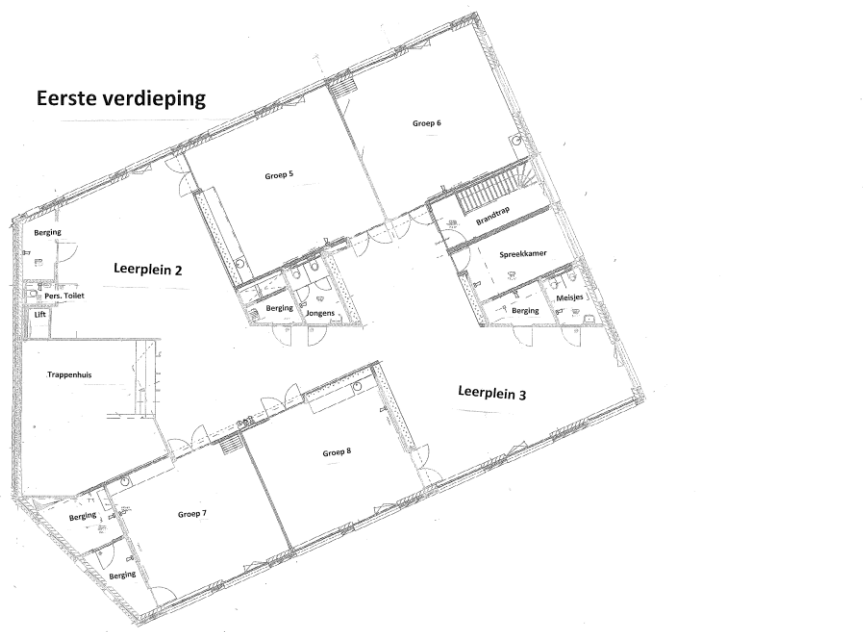 Eerste verdieping
Groep 6
Groep 5
Brandtrap
Berging
Spreekkamer
Leerplein 2
Pers. Toilet
Meisjes
Berging
Jongens
Berging
Lift
Trappenhuis
Leerplein 3
Groep 8
Groep 7
Berging
Berging